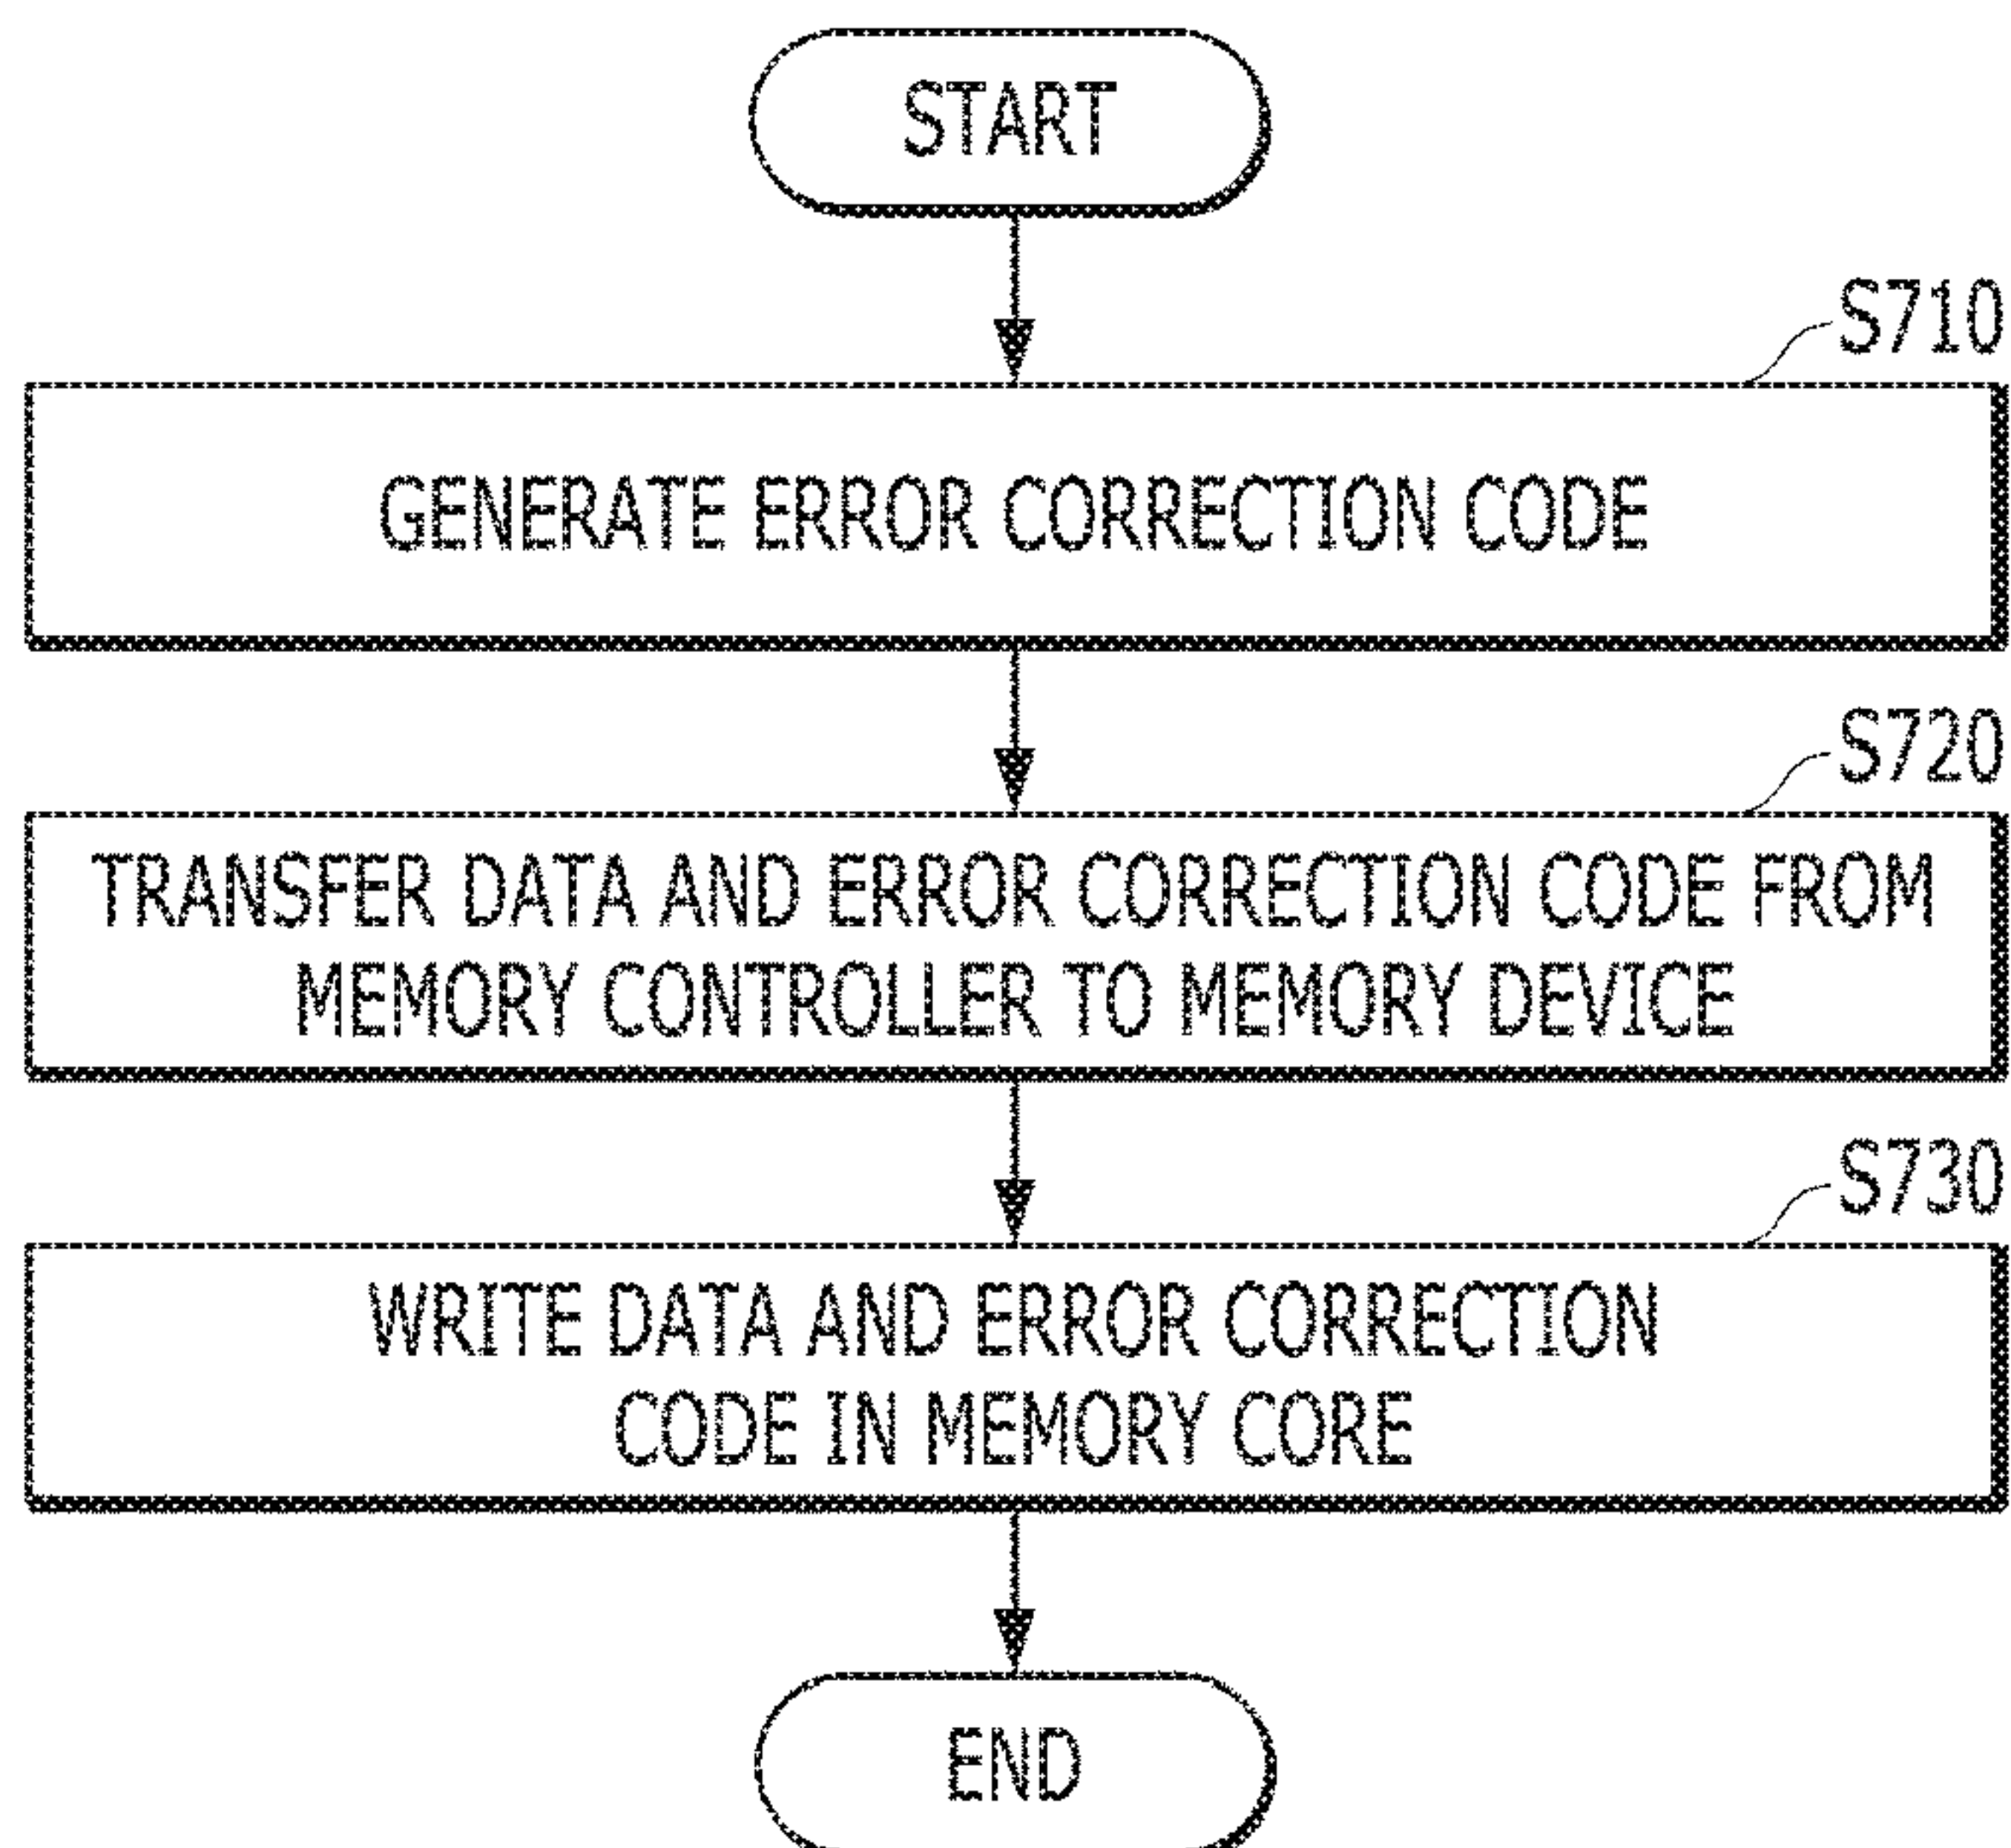 START
S710
GENERATE ERROR CORRECTION CODE
S720
TRANSFER DATA AND ERROR CORRECTION CODE FROM
MEMORY CONTROLLER TO MEMORY DEVICE
S730
WRITE DATA AND ERROR CORRECTION
CODE IN MEMORY CORE
END